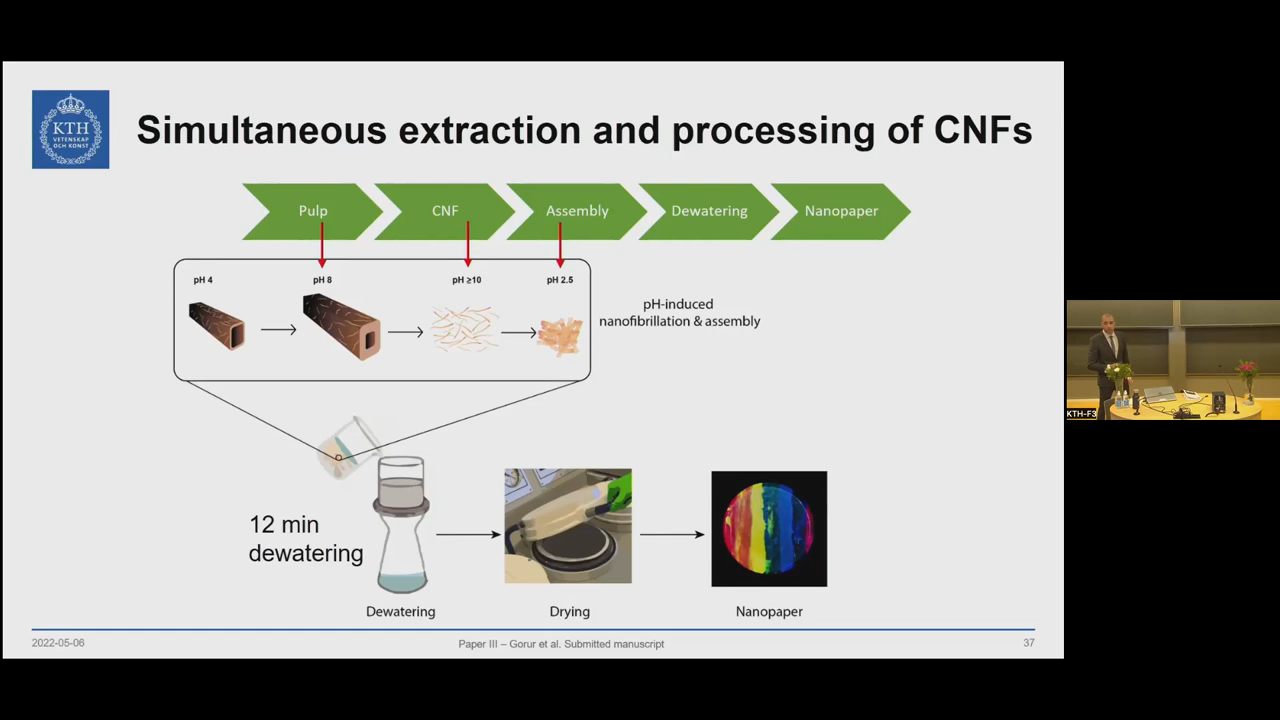 KTH
VETENSKAP
OCH KONST
Simultaneous extraction and processing of CNFs
Pulp
CNF
Assembly
Dewatering
Nanopaper
pH 4
pH 8
pH ≥10
pH 2.5
pH-induced
nanofibrillation & assembly
12 min
dewatering
Dewatering
Drying
Nanopaper
2022-05-06
Paper III – Gorur et al. Submitted manuscript
37
KTH-F3